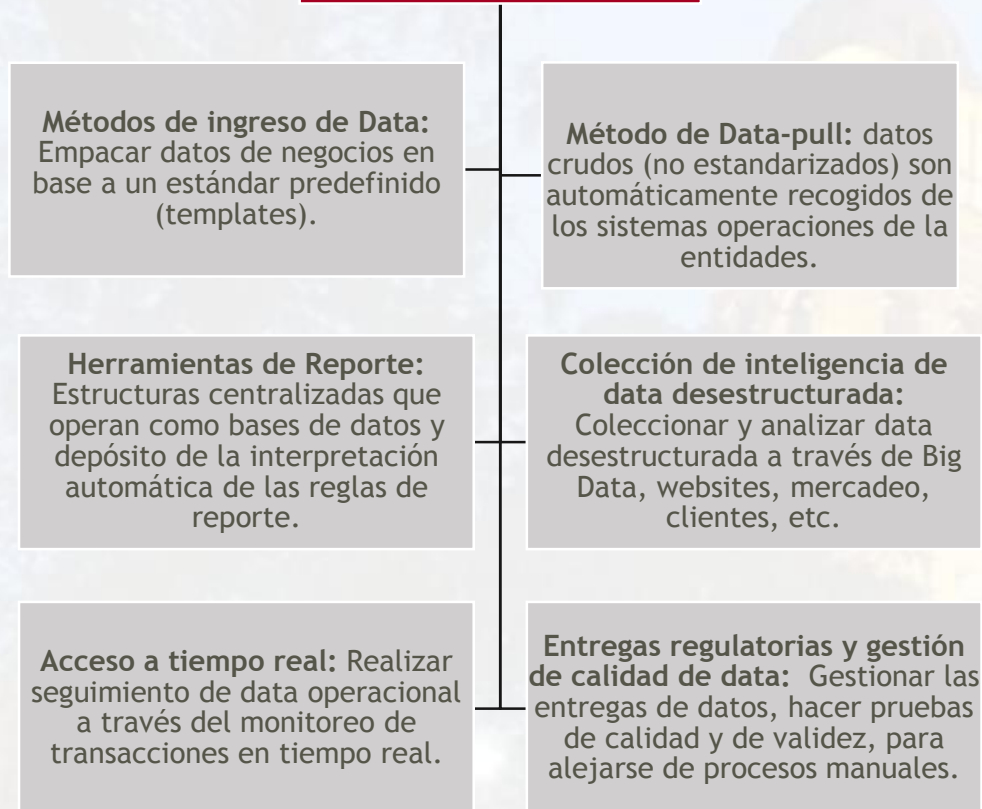 Métodos de ingreso de Data:
Empacar datos de negocios en
base a un estándar predefinido
(templates).
Método de Data-pull: datos
crudos (no estandarizados) son
automáticamente recogidos de
los sistemas operaciones de la
entidades.
Herramientas de Reporte:
Estructuras centralizadas que
operan como bases de datos y
depósito de la interpretación
automática de las reglas de
reporte.
Colección de inteligencia de
data desestructurada:
Coleccionar y analizar data
desestructurada a través de Big
Data, websites, mercadeo,
clientes, etc.
Acceso a tiempo real: Realizar
seguimiento de data operacional
a través del monitoreo de
transacciones en tiempo real.
Entregas regulatorias y gestión
de calidad de data: Gestionar las
entregas de datos, hacer pruebas
de calidad y de validez, para
alejarse de procesos manuales.